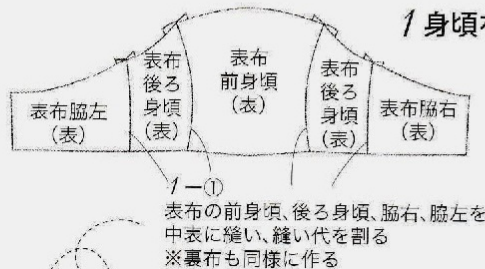 1 身頃
表布
後ろ
身頃
(表)
表布
前身頃
(表)
表布
後ろ
身頃
(表)
表布脇左
(表)
表布脇右
(表)
1-①
表布の前身頃、後ろ身頃、脇右、脇左を
中表に縫い、縫い代を割る
※裏布も同様に作る